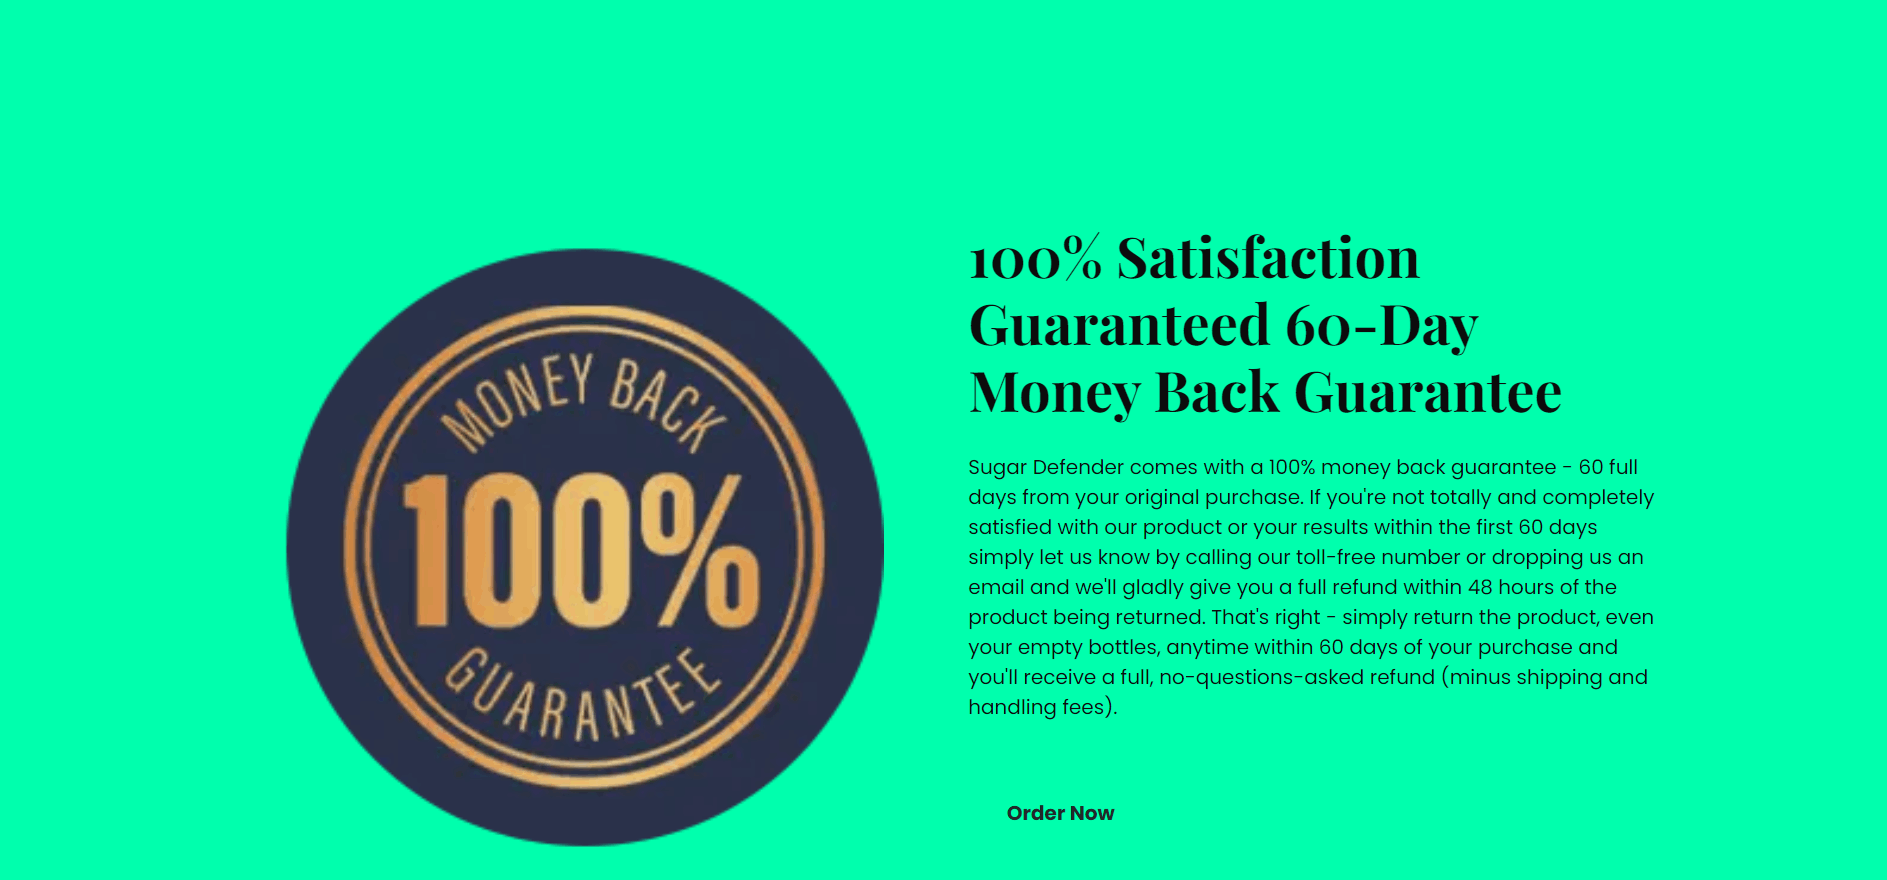 MONEY BACK
100%
GUARANTEE
100% Satisfaction
Guaranteed 60-Day
Money Back Guarantee
Sugar Defender comes with a 100% money back guarantee - 60 full
days from your original purchase. If you're not totally and completely
satisfied with our product or your results within the first 60 days
simply let us know by calling our toll-free number or dropping us an
email and we'll gladly give you a full refund within 48 hours of the
product being returned. That's right - simply return the product, even
your empty bottles, anytime within 60 days of your purchase and
you'll receive a full, no-questions-asked refund (minus shipping and
handling fees).
Order Now